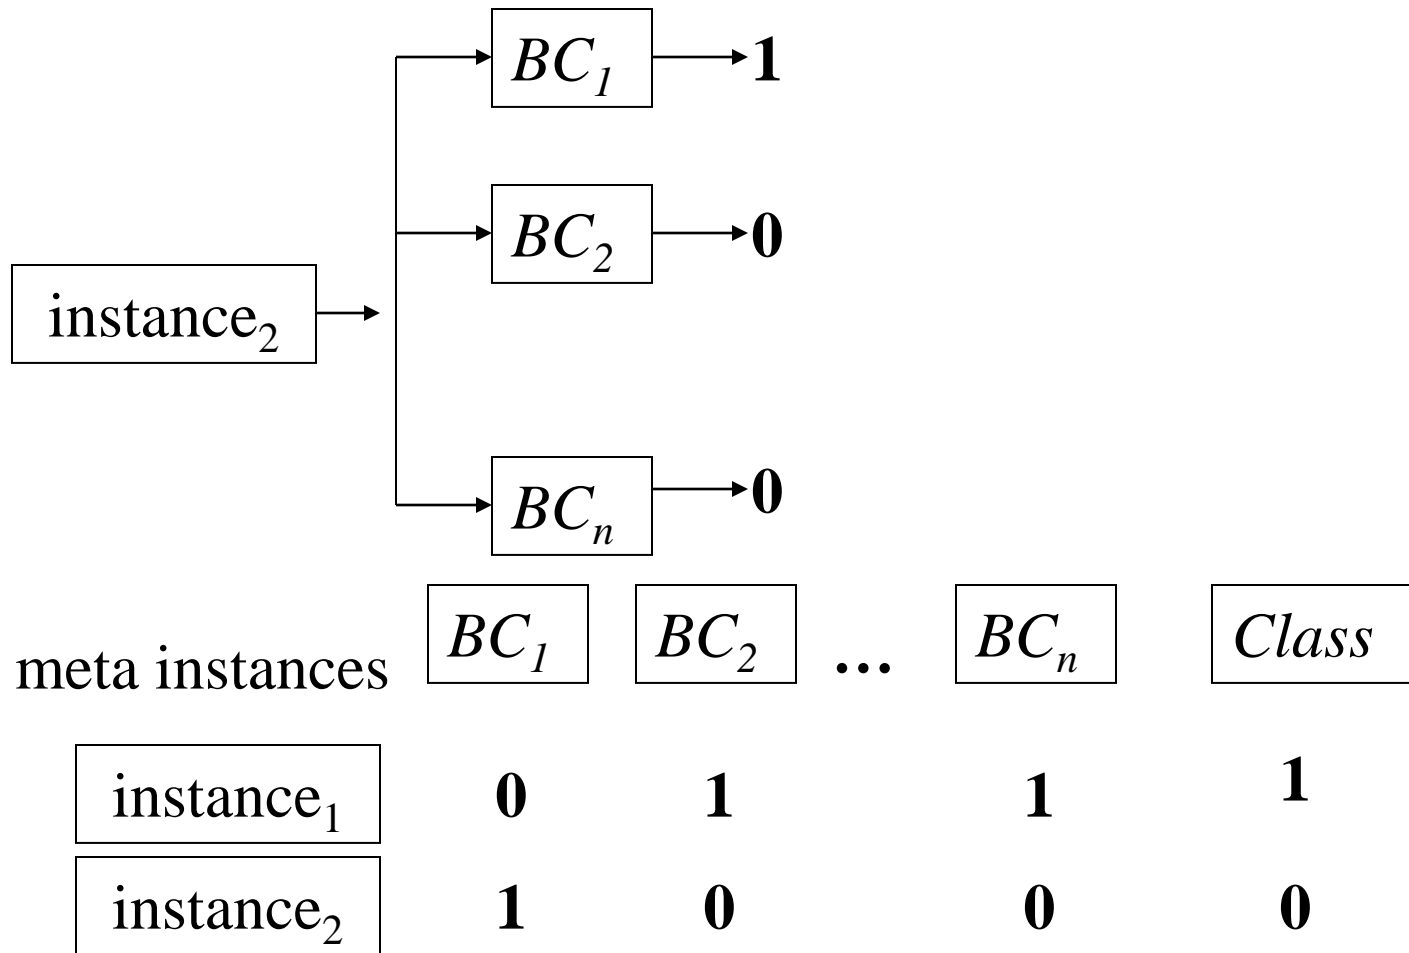 BC₁ 1
BC₂ 0
instance₂
BCₙ 0
meta instances BC₁ BC₂ ... BCₙ Class
instance₁ 0 1 1 1
instance₂ 1 0 0 0